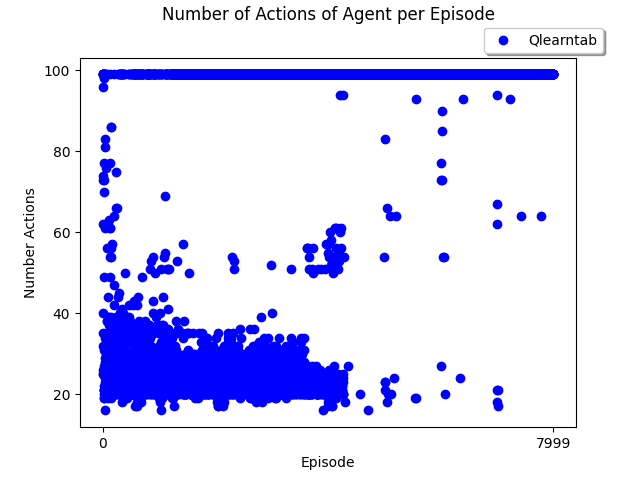 Number of Actions of Agent per Episode
Qlearntab
100
80
60
40
20
Number Actions
0
7999
Episode